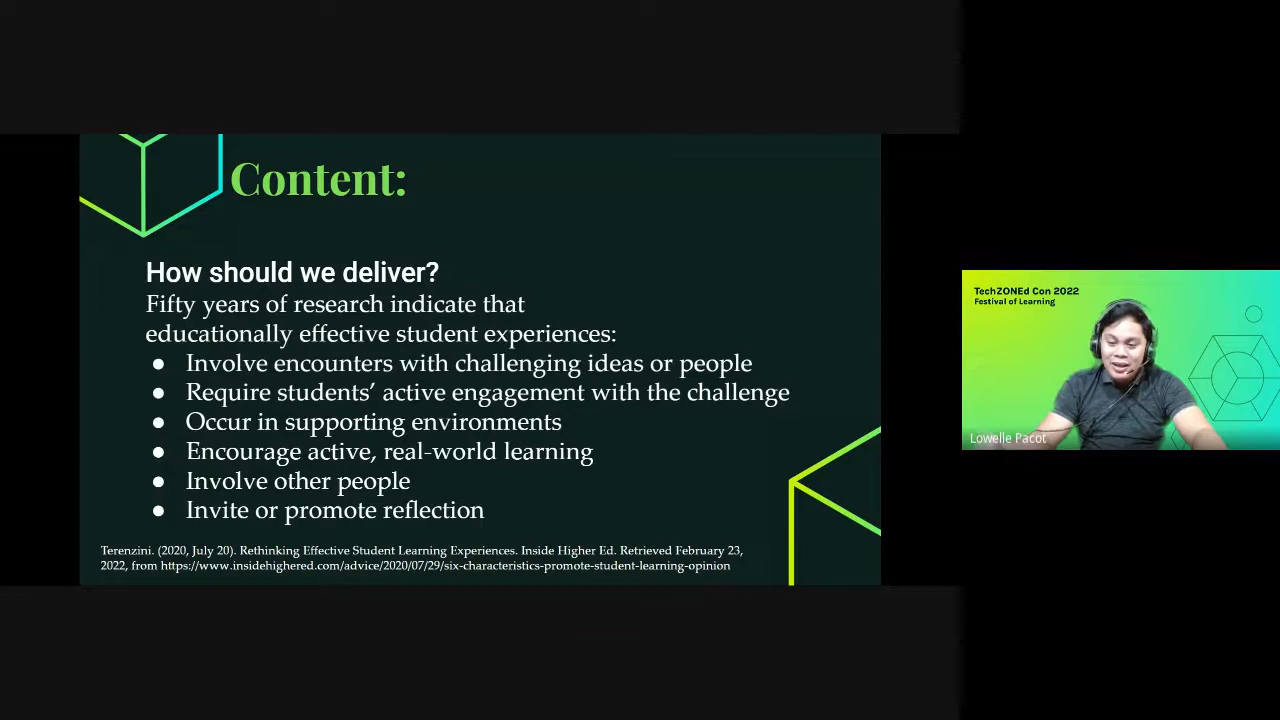 Content:
How should we deliver?
Fifty years of research indicate that
educationally effective student experiences:
● Involve encounters with challenging ideas or people
● Require students’ active engagement with the challenge
● Occur in supporting environments
● Encourage active, real-world learning
● Involve other people
● Invite or promote reflection
Terenzini. (2020, July 20). Rethinking Effective Student Learning Experiences. Inside Higher Ed. Retrieved February 23,
2022, from https://www.insidehighered.com/advice/2020/07/29/six-characteristics-promote-student-learning-opinion
TechZONEd Con 2022
Festival of Learning
Lowelle Pacot